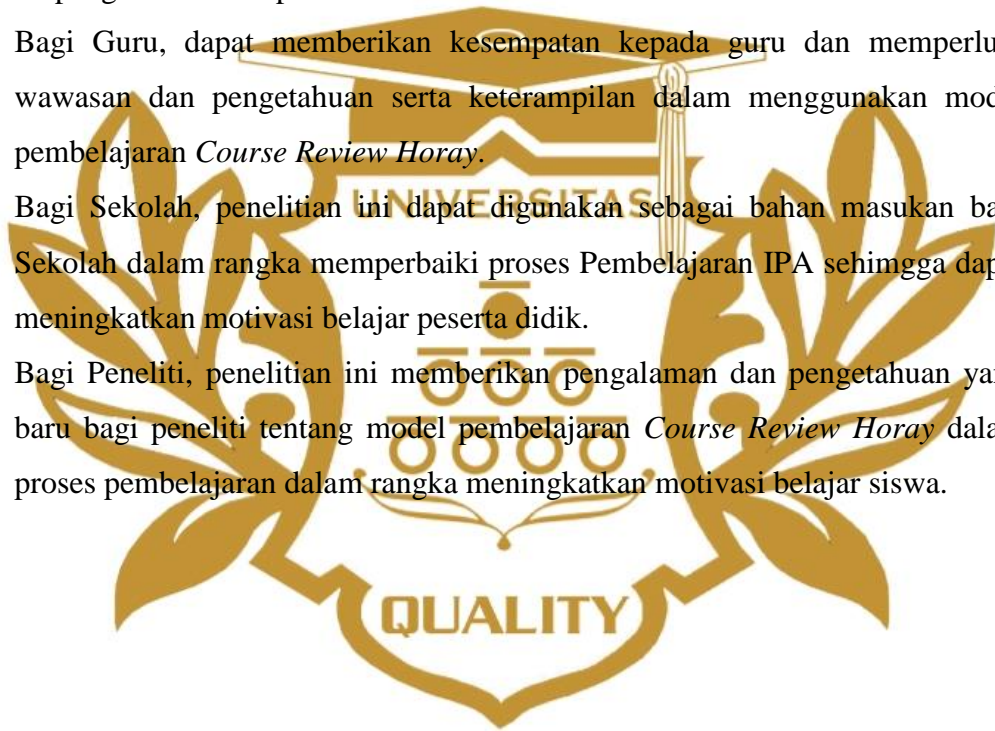 Bagi Guru, dapat memberikan kesempatan kepada guru dan memperlu
wawasan dan pengetahuan serta keterampilan dalam menggunakan mod
pembelajaran Course Review Horay.
UNIVERSITAS
Bagi Sekolah, penelitian ini dapat digunakan sebagai bahan masukan ba
Sekolah dalam rangka memperbaiki proses Pembelajaran IPA sehimgga dap
meningkatkan motivasi belajar peserta didik.
Bagi Peneliti, penelitian ini memberikan pengalaman dan pengetahuan ya
baru bagi peneliti tentang model pembelajaran Course Review Horay dala
proses pembelajaran dalam rangka meningkatkan motivasi belajar siswa.
QUALITY